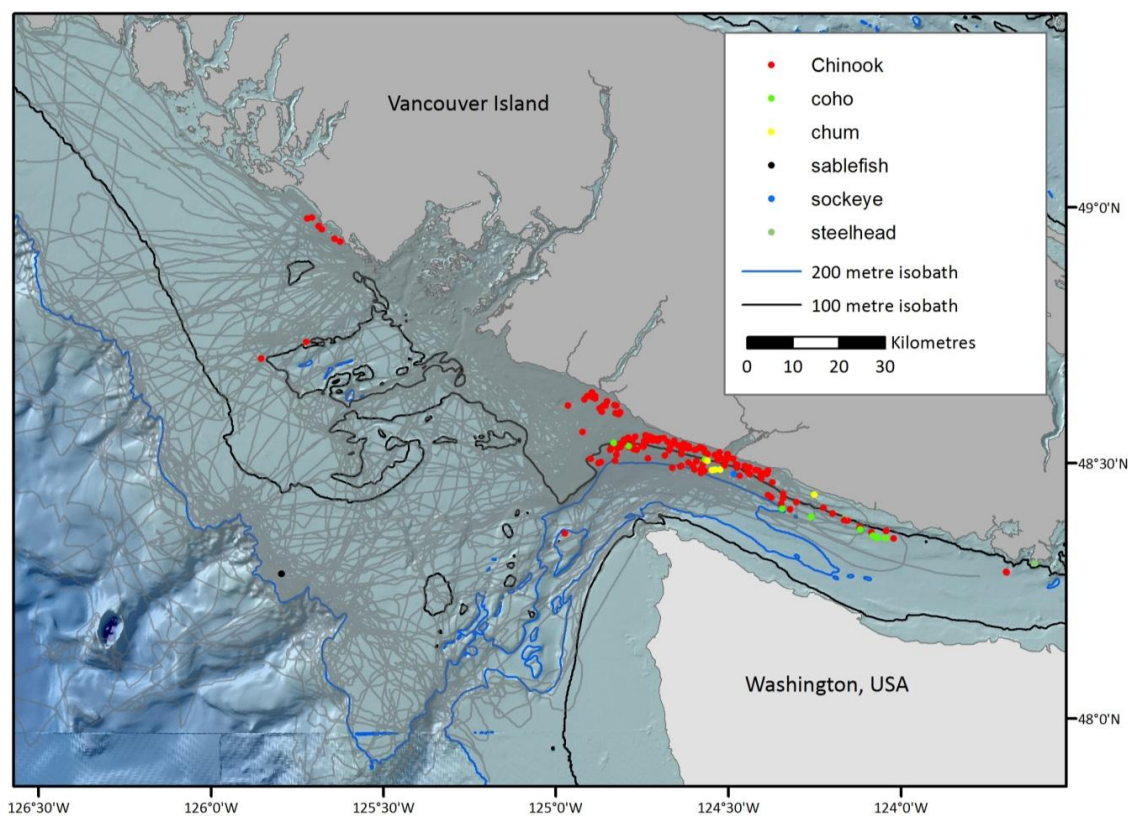 Vancouver Island
Chinook
coho
chum
sablefish
sockeye
steelhead
200 metre isobath
100 metre isobath
Kilometres
0 10 20 30
49°0'N
48°30'N
Washington, USA
48°0'N
126°30'W 126°0'W 125°30'W 125°0'W 124°30'W 124°0'W